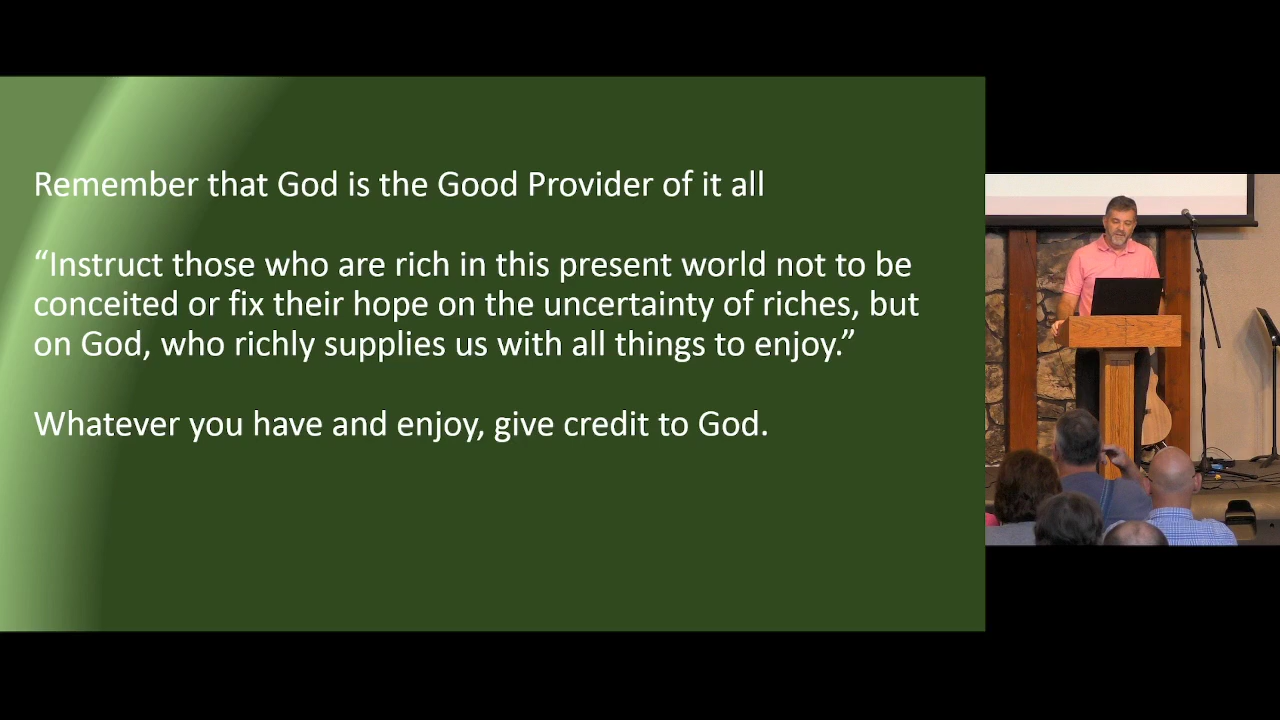 Remember that God is the Good Provider of it all
“Instruct those who are rich in this present world not to be
conceited or fix their hope on the uncertainty of riches, but
on God, who richly supplies us with all things to enjoy.”
Whatever you have and enjoy, give credit to God.